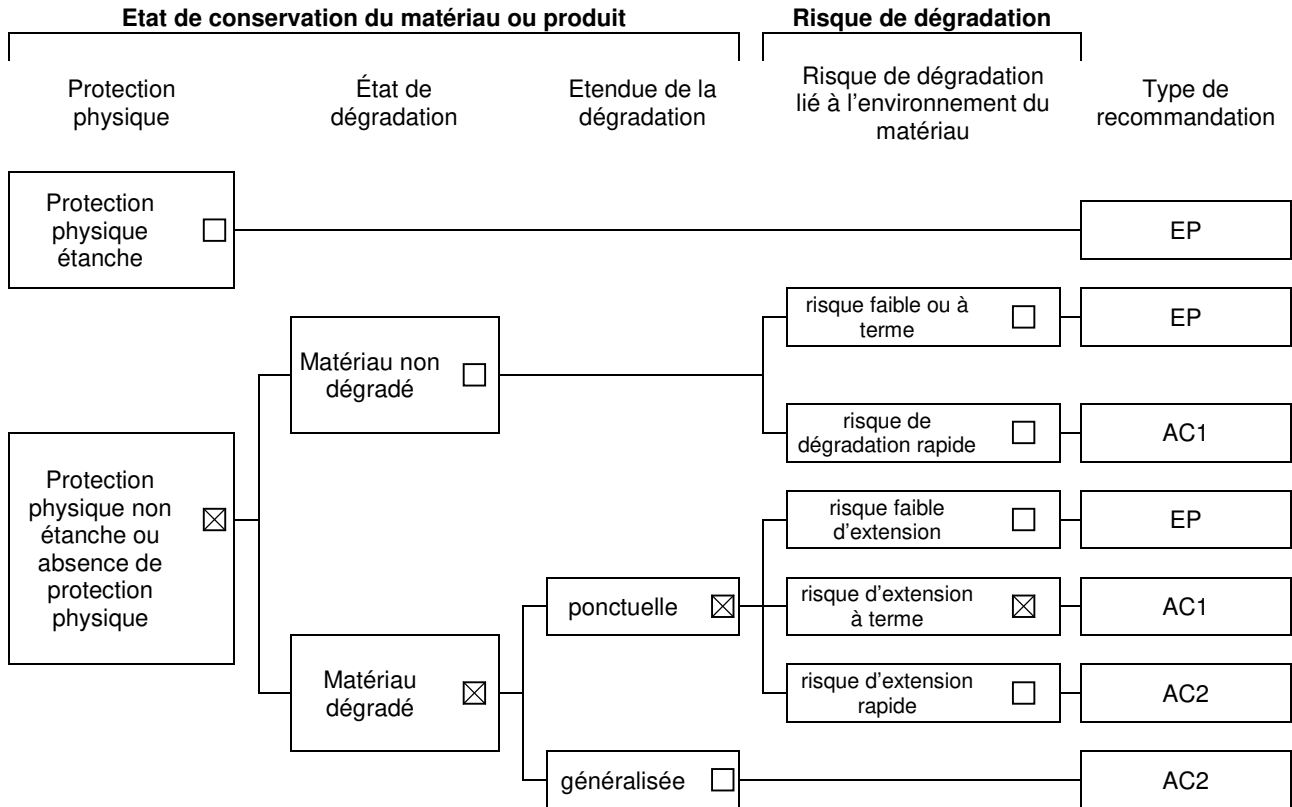 Etat de conservation du matériau ou produit
Risque de dégradation
Protection
physique
État de
dégradation
Etendue de la
dégradation
Risque de dégradation
lié à l'environnement du
matériau
Type de
recommandation
Protection
physique
étanche
EP
risque faible ou à
terme
EP
Matériau non
dégradé
risque de
dégradation rapide
AC1
Protection
physique non
étanche ou
absence de
protection
physique
risque faible
d'extension
EP
ponctuelle
risque d'extension
à terme
AC1
Matériau
dégradé
risque d'extension
rapide
AC2
généralisée
AC2